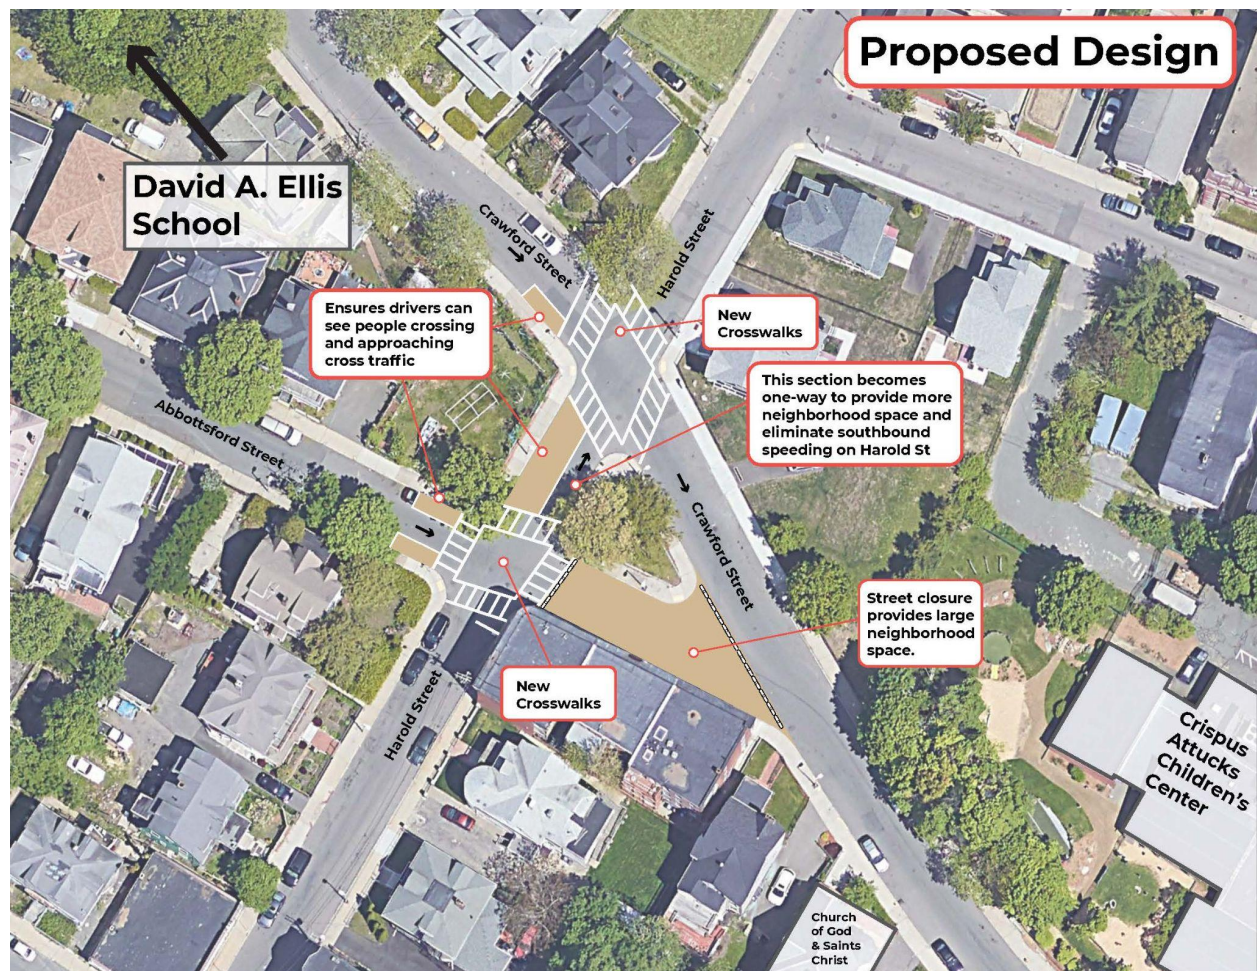 Proposed Design
David A. Ellis
School
Crawford Street
Harold Street
Ensures drivers can
see people crossing
and approaching
cross traffic
New
Crosswalks
This section becomes
one-way to provide more
neighborhood space and
eliminate southbound
speeding on Harold St
Abbottsford Street
Crawford Street
Street closure
provides large
neighborhood
space.
New
Crosswalks
Harold Street
Crispus
Attucks
Children's
Center
Church
of God
& Saints
Christ